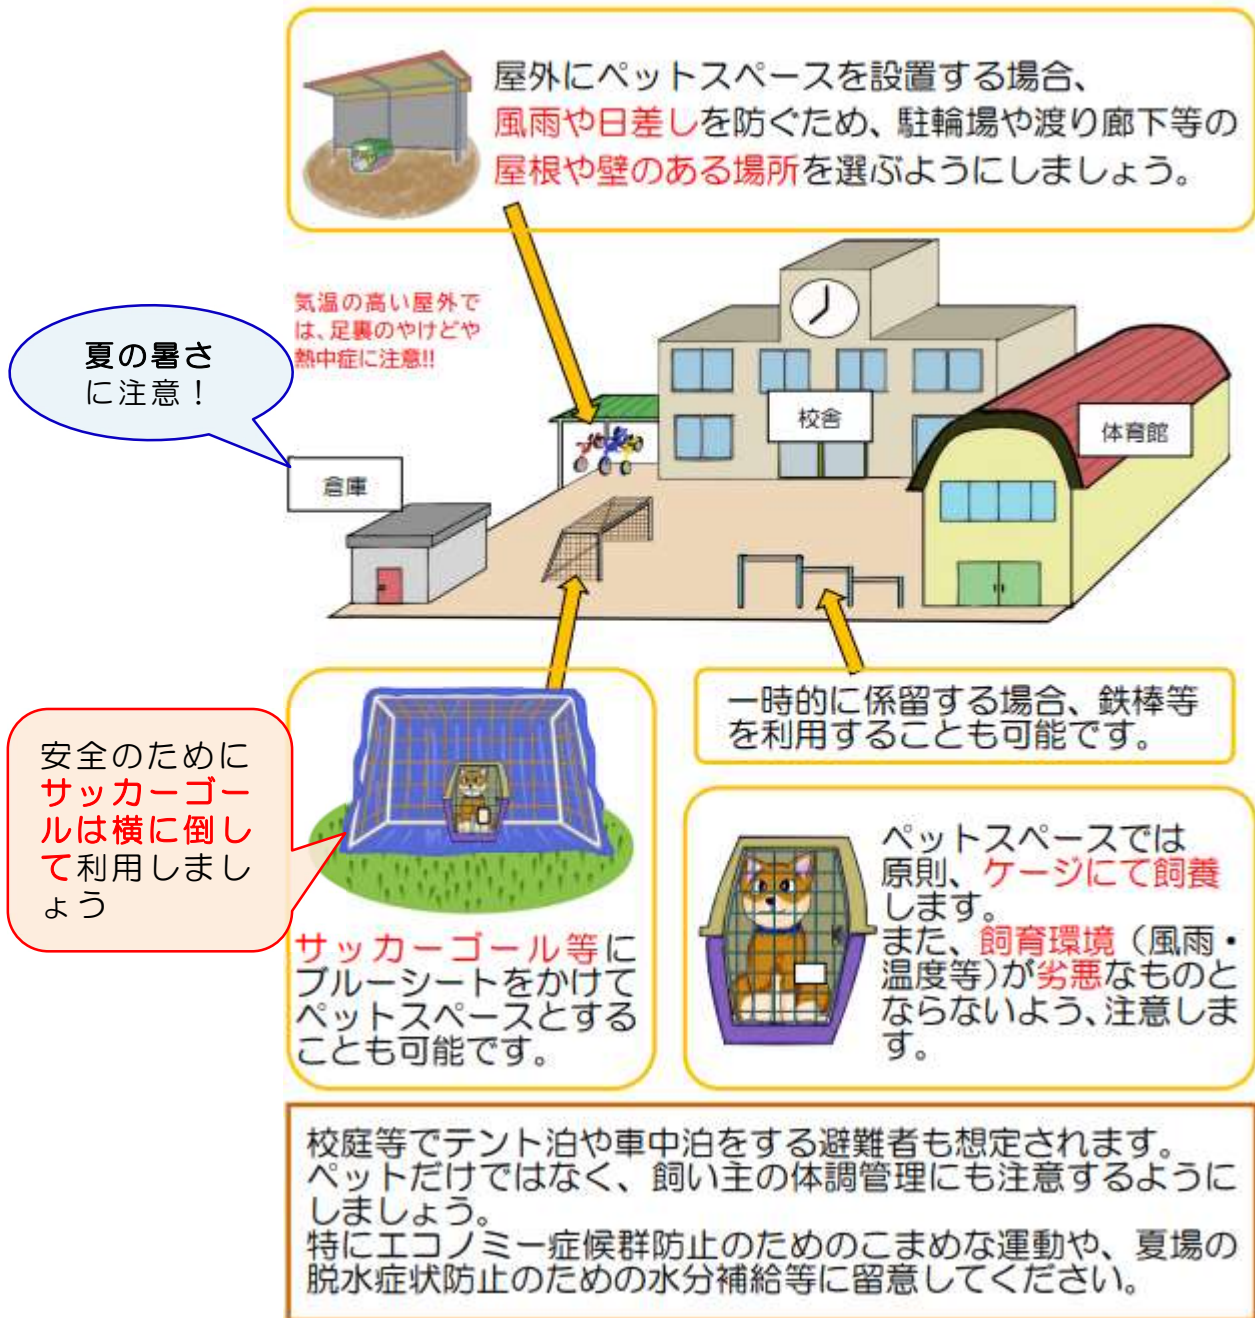 屋外にペットスペースを設置する場合、
風雨や日差しを防ぐため、駐輪場や渡り廊下等の
屋根や壁のある場所を選ぶようにしましょう。
気温の高い屋外で
は、足裏のやけどや
熱中症に注意!!
夏の暑さ
に注意！
倉庫
校舎
体育館
安全のために
サッカーゴー
ルは横に倒し
て利用しまし
ょう
サッカーゴール等に
ブルーシートをかけて
ペットスペースとする
ことも可能です。
一時的に係留する場合、鉄棒等
を利用することも可能です。
ペットスペースでは
原則、ケージにて飼養
します。
また、飼育環境（風雨・
温度等）が劣悪なものと
ならないよう、注意しま
す。
校庭等でテント泊や車中泊をする避難者も想定されます。
ペットだけではなく、飼い主の体調管理にも注意するように
しましょう。
特にエコノミー症候群防止のためのこまめな運動や、夏場の
脱水症状防止のための水分補給等に留意してください。